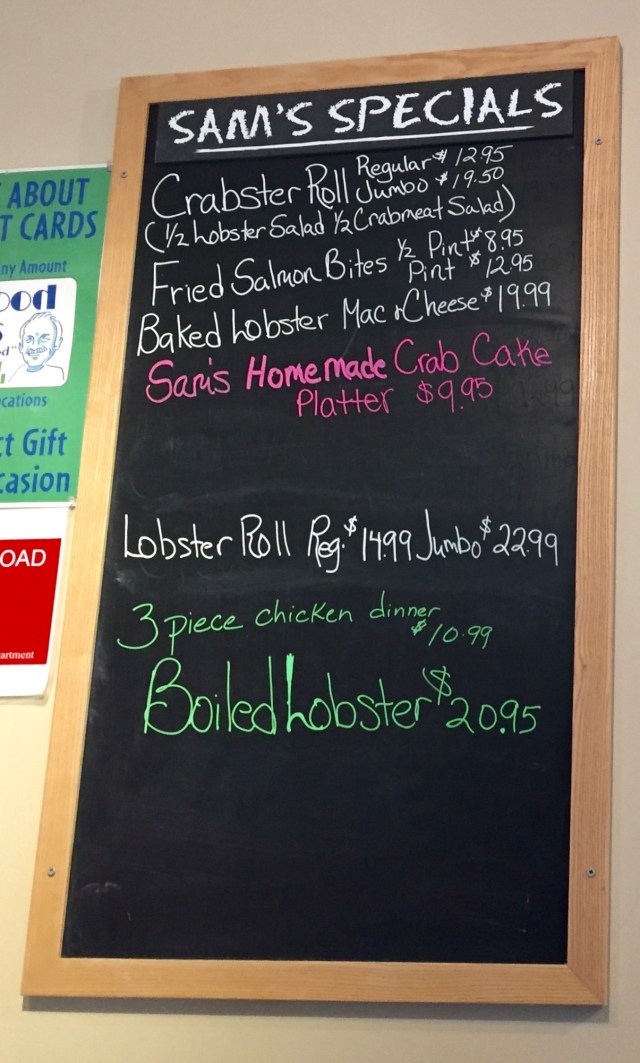 SAM'S SPECIALS
Crabster Roll Regular $12.95
Jumbo $19.50
(1/2 Lobster Salad 1/2 Crabmeat Salad)
Fried Salmon Bites 1/2 Pint $8.95
Pint $12.95
Baked Lobster Mac & Cheese $19.99
Sam's Homemade Crab Cake
Platter $9.95
Lobster Roll Reg. $14.99 Jumbo $22.99
3 piece chicken dinner
$10.99
Boiled Lobster $20.95
ABOUT
T CARDS
ny Amount
ood
s
d"
cations
ct Gift
casion
OAD
artment